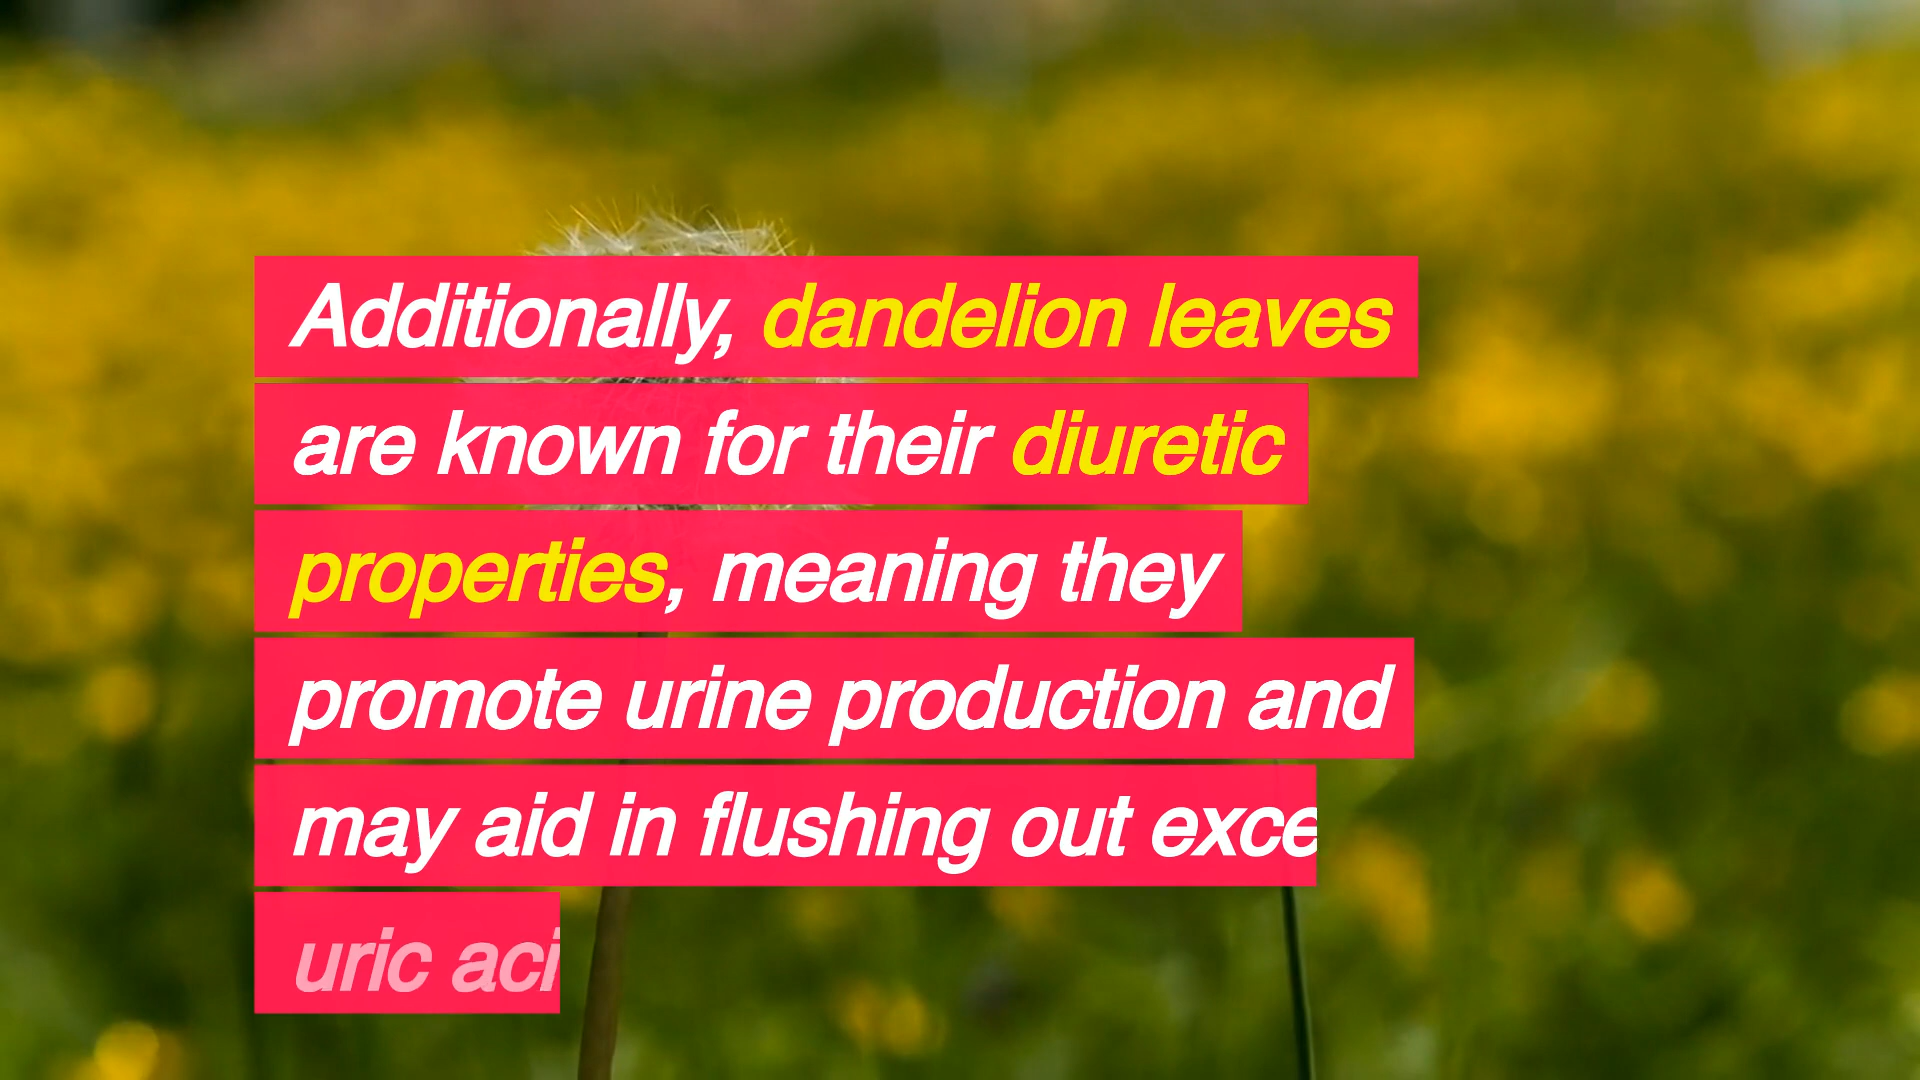 Additionally, dandelion leaves
are known for their diuretic
properties, meaning they
promote urine production and
may aid in flushing out exce
uric aci